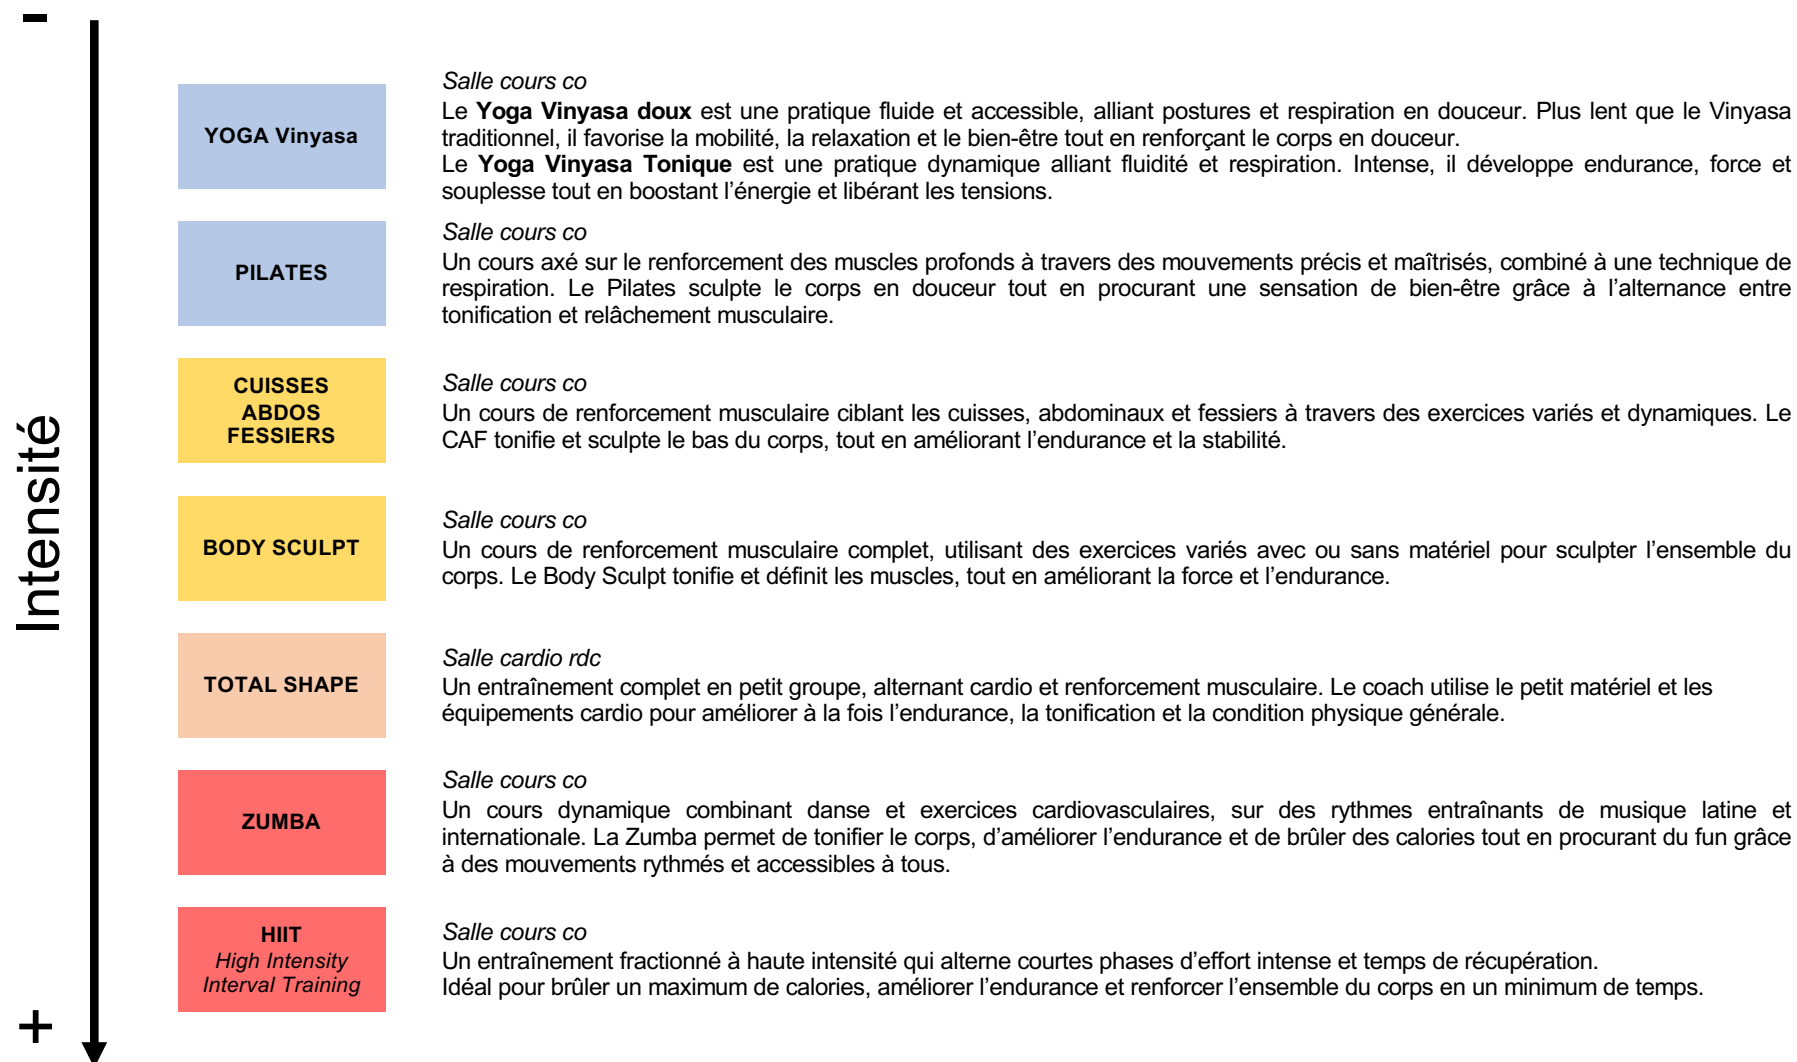 -
Intensité
+
YOGA Vinyasa
Salle cours co
Le Yoga Vinyasa doux est une pratique fluide et accessible, alliant postures et respiration en douceur. Plus lent que le Vinyasa
traditionnel, il favorise la mobilité, la relaxation et le bien-être tout en renforçant le corps en douceur.
Le Yoga Vinyasa Tonique est une pratique dynamique alliant fluidité et respiration. Intense, il développe endurance, force et
souplesse tout en boostant l’énergie et libérant les tensions.
PILATES
Salle cours co
Un cours axé sur le renforcement des muscles profonds à travers des mouvements précis et maîtrisés, combiné à une technique de
respiration. Le Pilates sculpte le corps en douceur tout en procurant une sensation de bien-être grâce à l’alternance entre
tonification et relâchement musculaire.
CUISSES
ABDOS
FESSIERS
Salle cours co
Un cours de renforcement musculaire ciblant les cuisses, abdominaux et fessiers à travers des exercices variés et dynamiques. Le
CAF tonifie et sculpte le bas du corps, tout en améliorant l’endurance et la stabilité.
BODY SCULPT
Salle cours co
Un cours de renforcement musculaire complet, utilisant des exercices variés avec ou sans matériel pour sculpter l’ensemble du
corps. Le Body Sculpt tonifie et définit les muscles, tout en améliorant la force et l’endurance.
TOTAL SHAPE
Salle cardio rdc
Un entraînement complet en petit groupe, alternant cardio et renforcement musculaire. Le coach utilise le petit matériel et les
équipements cardio pour améliorer à la fois l’endurance, la tonification et la condition physique générale.
ZUMBA
Salle cours co
Un cours dynamique combinant danse et exercices cardiovasculaires, sur des rythmes entraînants de musique latine et
internationale. La Zumba permet de tonifier le corps, d’améliorer l’endurance et de brûler des calories tout en procurant du fun grâce
à des mouvements rythmés et accessibles à tous.
HIIT
High Intensity
Interval Training
Salle cours co
Un entraînement fractionné à haute intensité qui alterne courtes phases d’effort intense et temps de récupération.
Idéal pour brûler un maximum de calories, améliorer l’endurance et renforcer l’ensemble du corps en un minimum de temps.